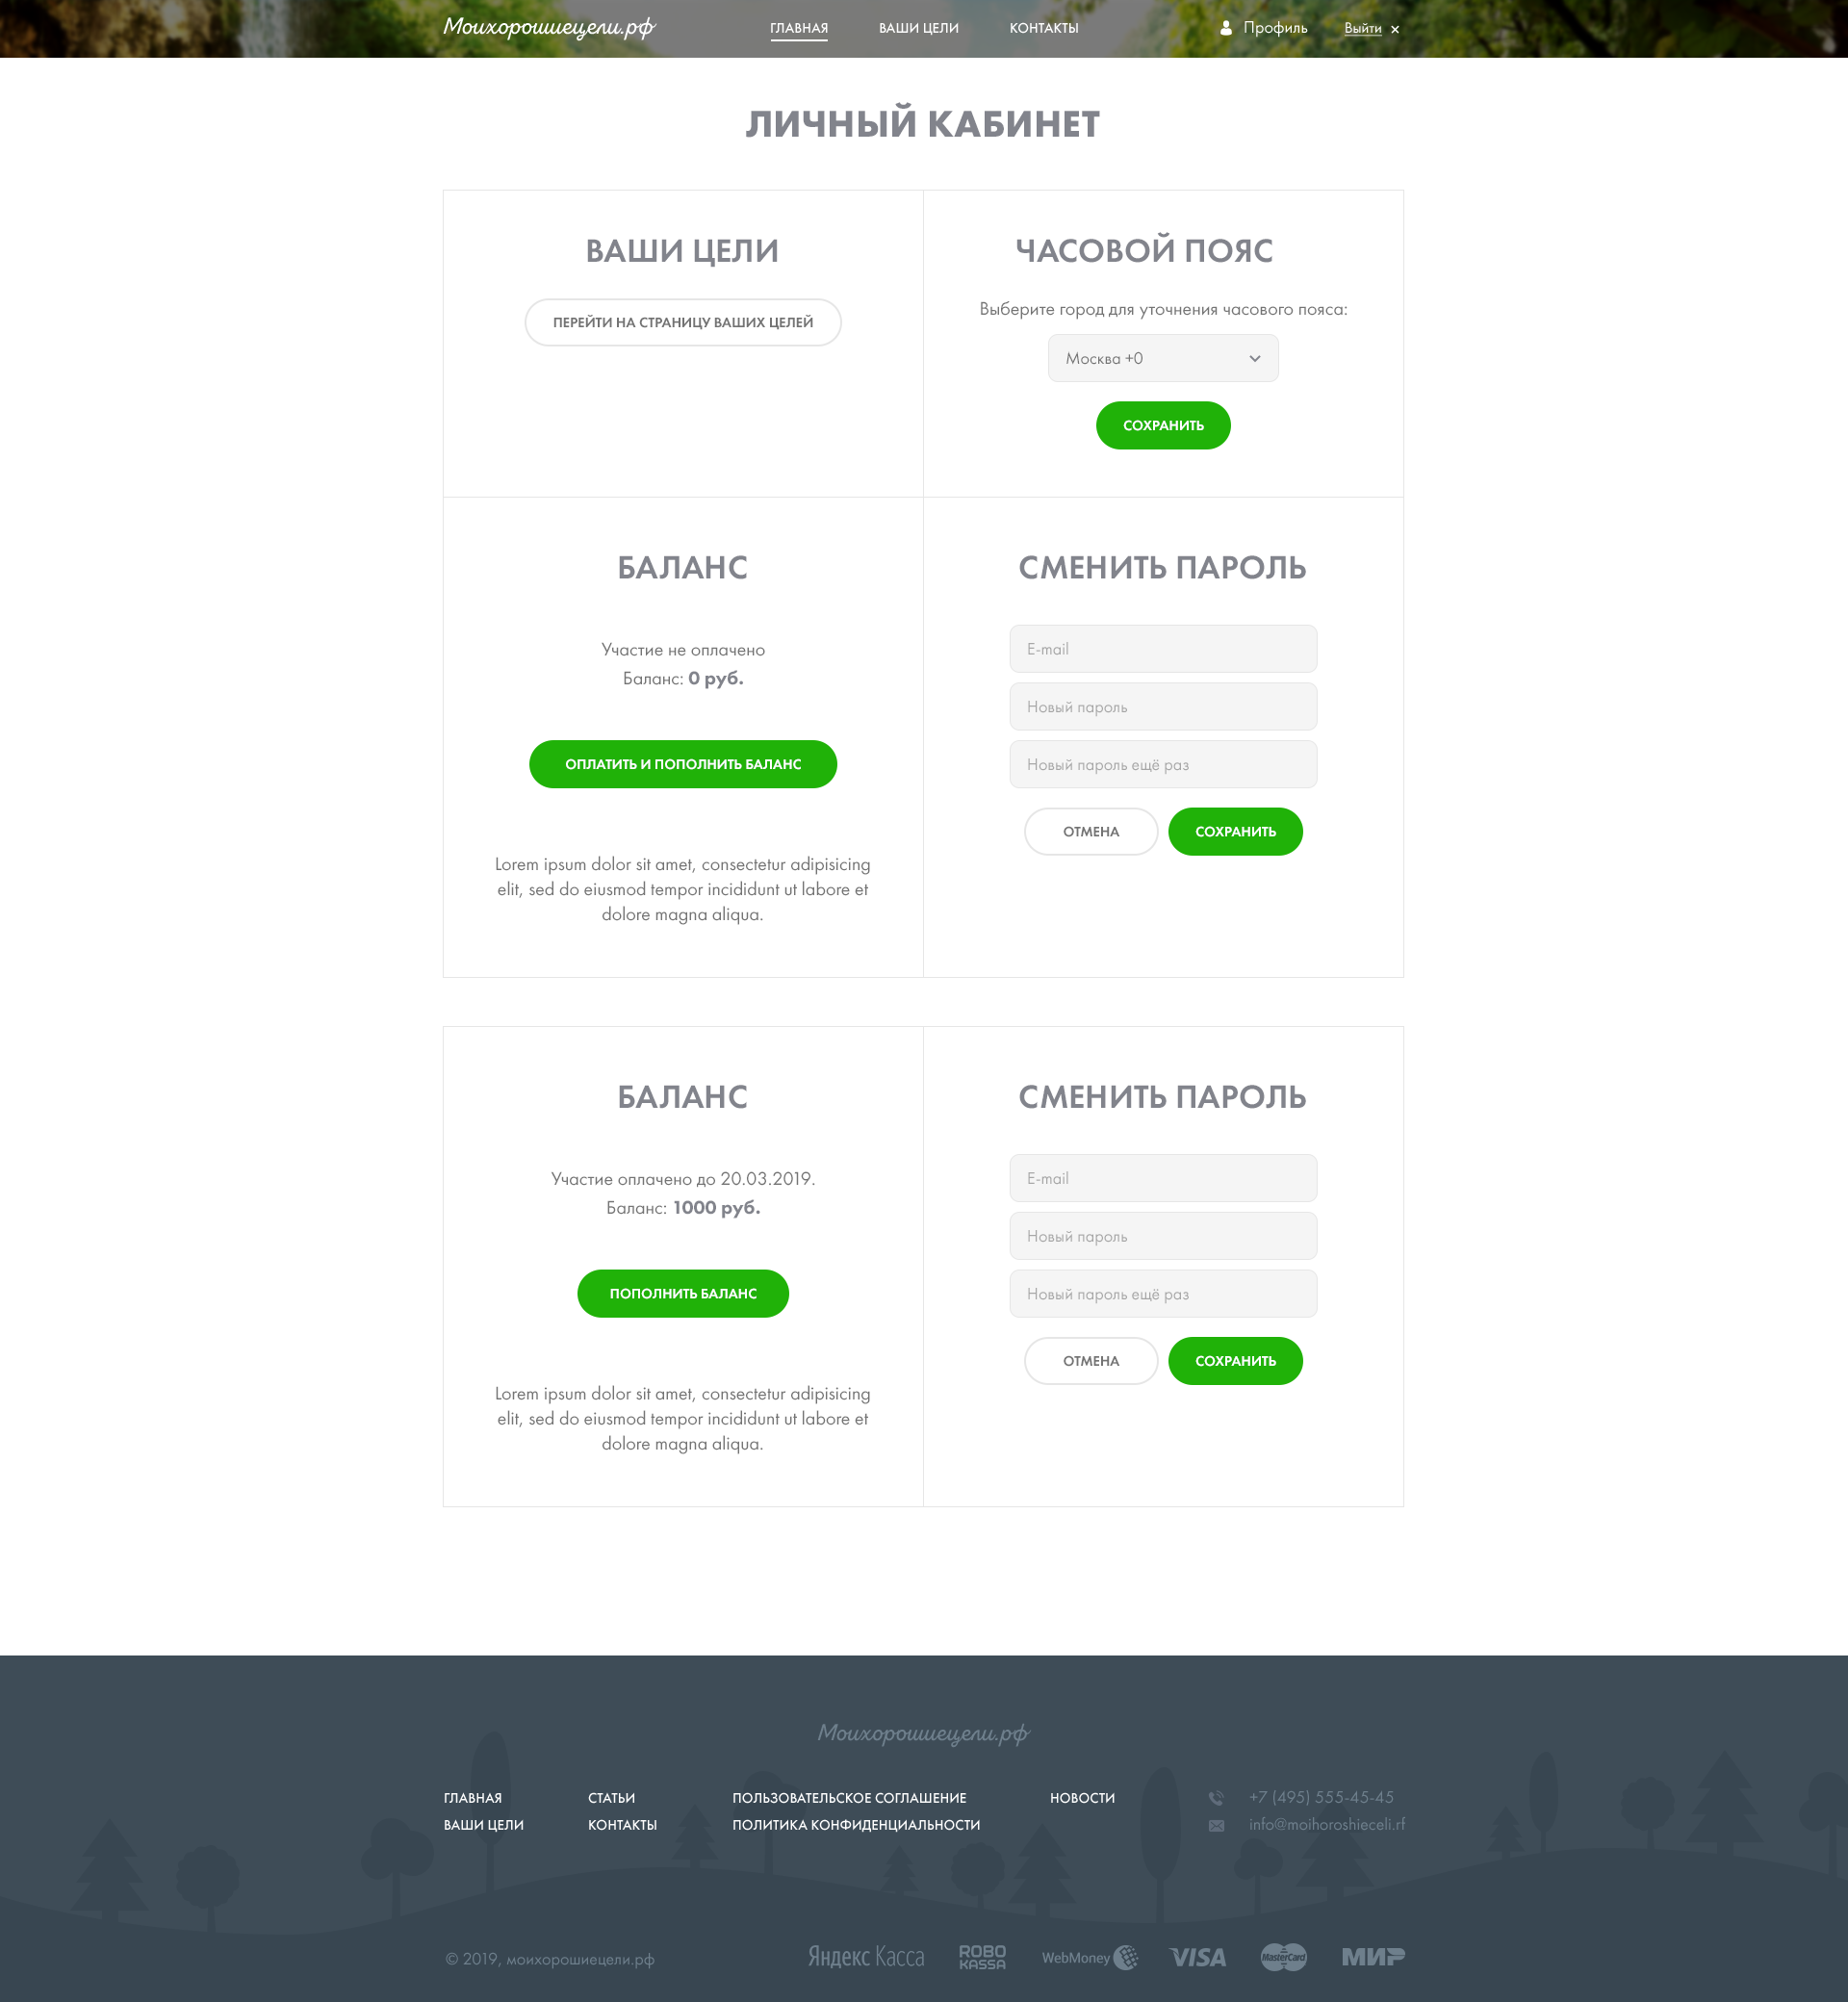 Моихорошиецели.рф
ГЛАВНАЯ ВАШИ ЦЕЛИ КОНТАКТЫ
Профиль
Выйти ×
ЛИЧНЫЙ КАБИНЕТ
ВАШИ ЦЕЛИ
ПЕРЕЙТИ НА СТРАНИЦУ ВАШИХ ЦЕЛЕЙ
ЧАСОВОЙ ПОЯС
Выберите город для уточнения часового пояса:
Москва +0
СОХРАНИТЬ
БАЛАНС
Участие не оплачено
Баланс: 0 руб.
ОПЛАТИТЬ И ПОПОЛНИТЬ БАЛАНС
Lorem ipsum dolor sit amet, consectetur adipisicing
elit, sed do eiusmod tempor incididunt ut labore et
dolore magna aliqua.
СМЕНИТЬ ПАРОЛЬ
E-mail
Новый пароль
Новый пароль ещё раз
ОТМЕНА СОХРАНИТЬ
БАЛАНС
Участие оплачено до 20.03.2019.
Баланс: 1000 руб.
ПОПОЛНИТЬ БАЛАНС
Lorem ipsum dolor sit amet, consectetur adipisicing
elit, sed do eiusmod tempor incididunt ut labore et
dolore magna aliqua.
СМЕНИТЬ ПАРОЛЬ
E-mail
Новый пароль
Новый пароль ещё раз
ОТМЕНА СОХРАНИТЬ
Моихорошиецели.рф
ГЛАВНАЯ СТАТЬИ ПОЛЬЗОВАТЕЛЬСКОЕ СОГЛАШЕНИЕ НОВОСТИ +7 (495) 555-45-45
ВАШИ ЦЕЛИ КОНТАКТЫ ПОЛИТИКА КОНФИДЕНЦИАЛЬНОСТИ info@moihoroshieceli.rf
© 2019, моихорошиецели.рф
Яндекс Касса
ROBO
KASSA
WebMoney
VISA
MasterCard
МИР